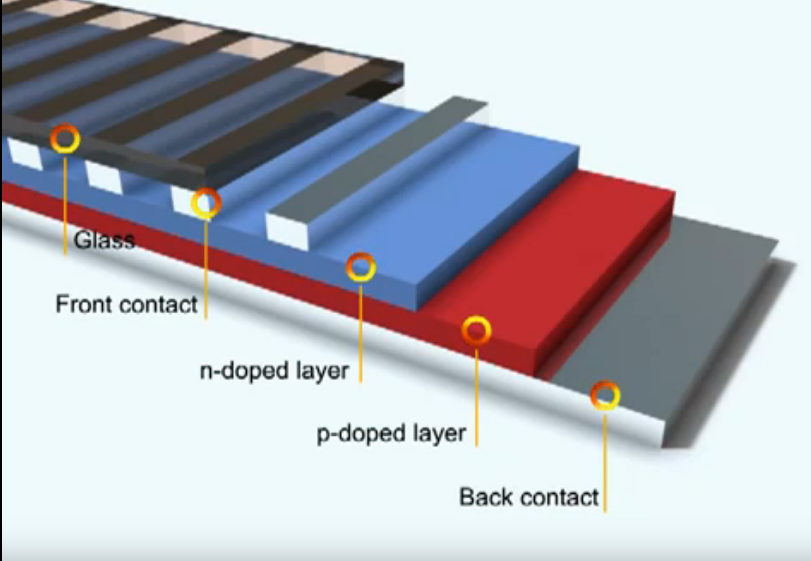 Glass
Front contact
n-doped layer
p-doped layer
Back contact